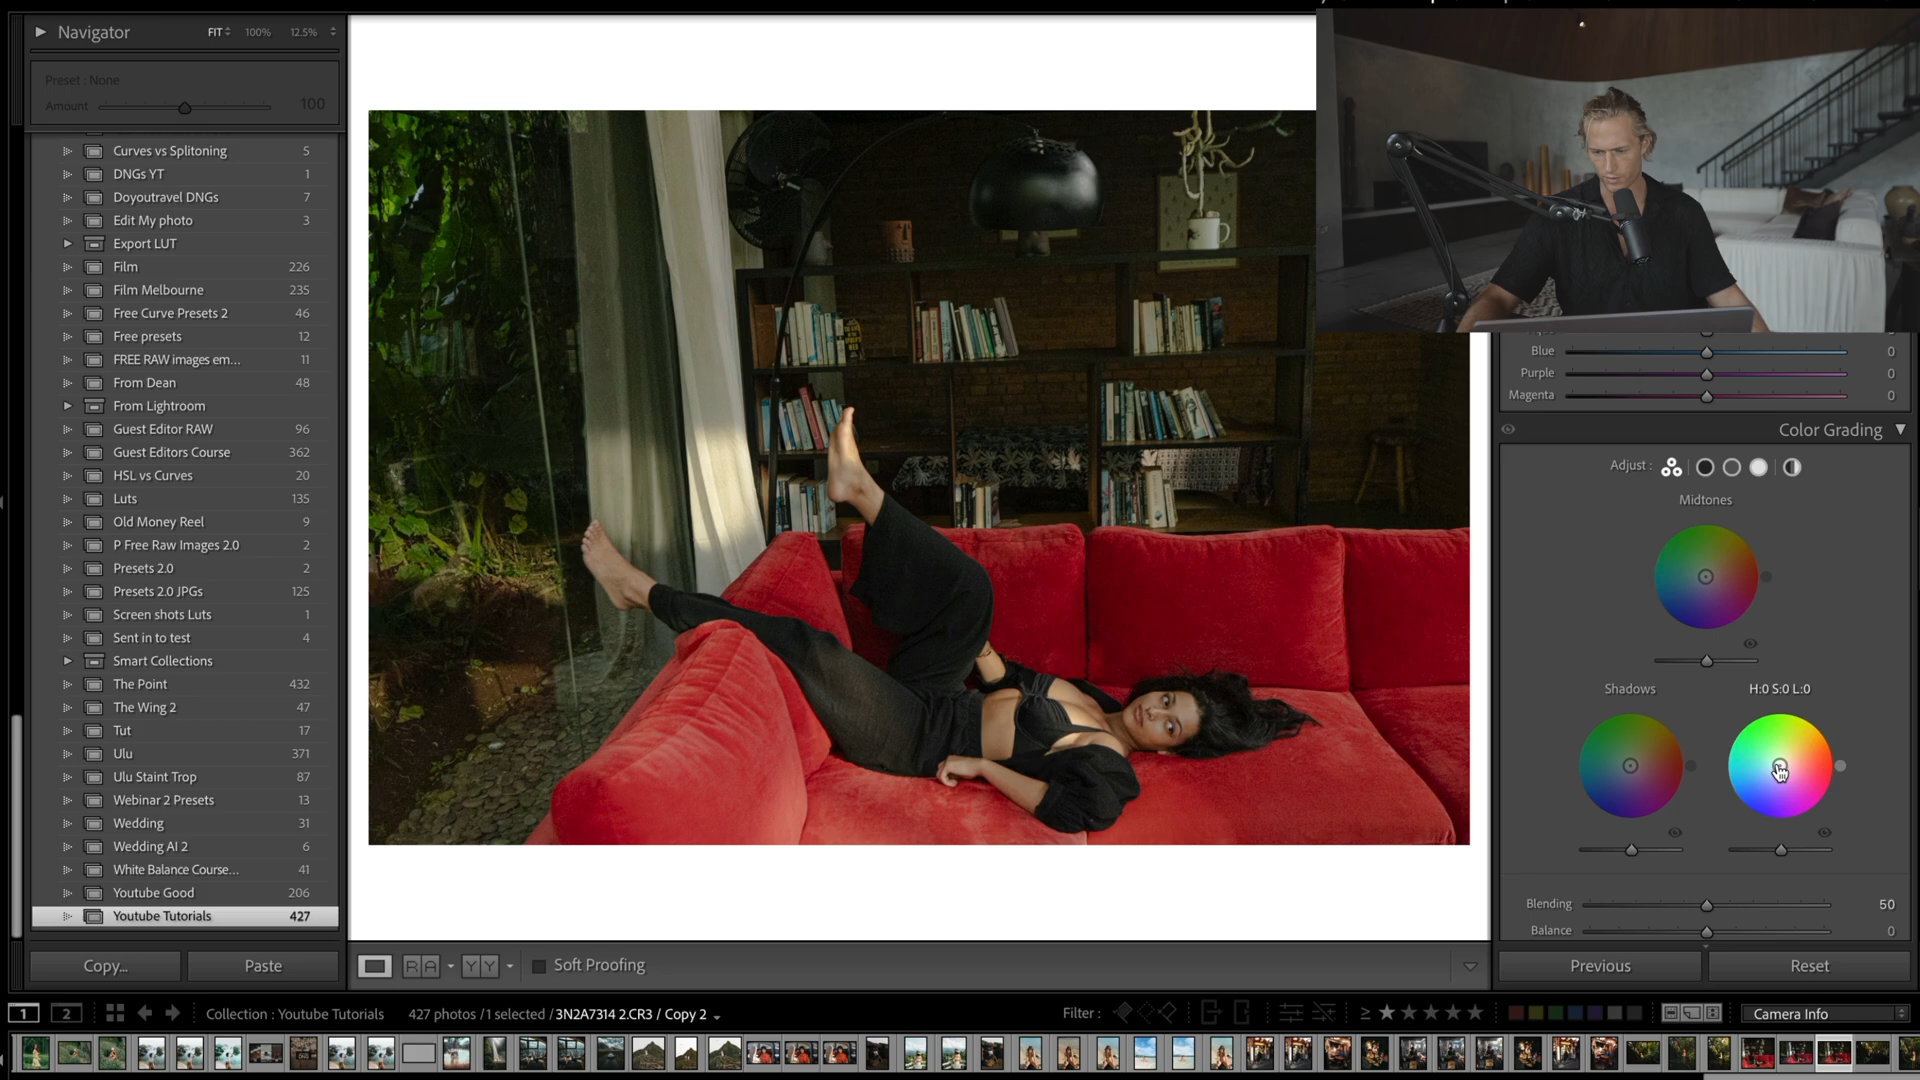 Navigator
FIT
100%
12.5%
Preset : None
Amount
100
Curves vs Splitoning 5
DNGs YT 1
Doyoutravel DNGs 7
Edit My photo 3
Export LUT
Film 226
Film Melbourne 235
Free Curve Presets 2 46
Free presets 12
FREE RAW images em... 11
From Dean 48
From Lightroom
Guest Editor RAW 96
Guest Editors Course 362
HSL vs Curves 20
Luts 135
Old Money Reel 9
P Free Raw Images 2.0 2
Presets 2.0 2
Presets 2.0 JPGs 125
Screen shots Luts 1
Sent in to test 4
Smart Collections
The Point 432
The Wing 2 47
Tut 17
Ulu 371
Ulu Staint Trop 87
Webinar 2 Presets 13
Wedding 31
Wedding AI 2 6
White Balance Course... 41
Youtube Good 206
Youtube Tutorials 427
Copy...
Paste
R A
Y Y
Soft Proofing
Blue 0
Purple 0
Magenta 0
Color Grading
Adjust :
Midtones
Shadows
H:0 S:0 L:0
Blending 50
Balance 0
Previous
Reset
1
2
Collection : Youtube Tutorials
427 photos / 1 selected / 3N2A7314 2.CR3 / Copy 2
Filter :
≥
Camera Info